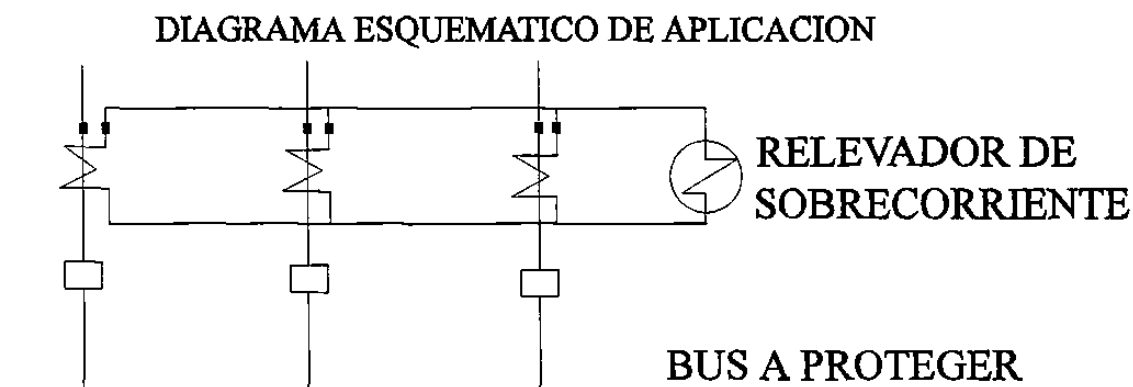 DIAGRAMA ESQUEMATICO DE APLICACION
RELEVADOR DE
SOBRECORRIENTE
BUS A PROTEGER